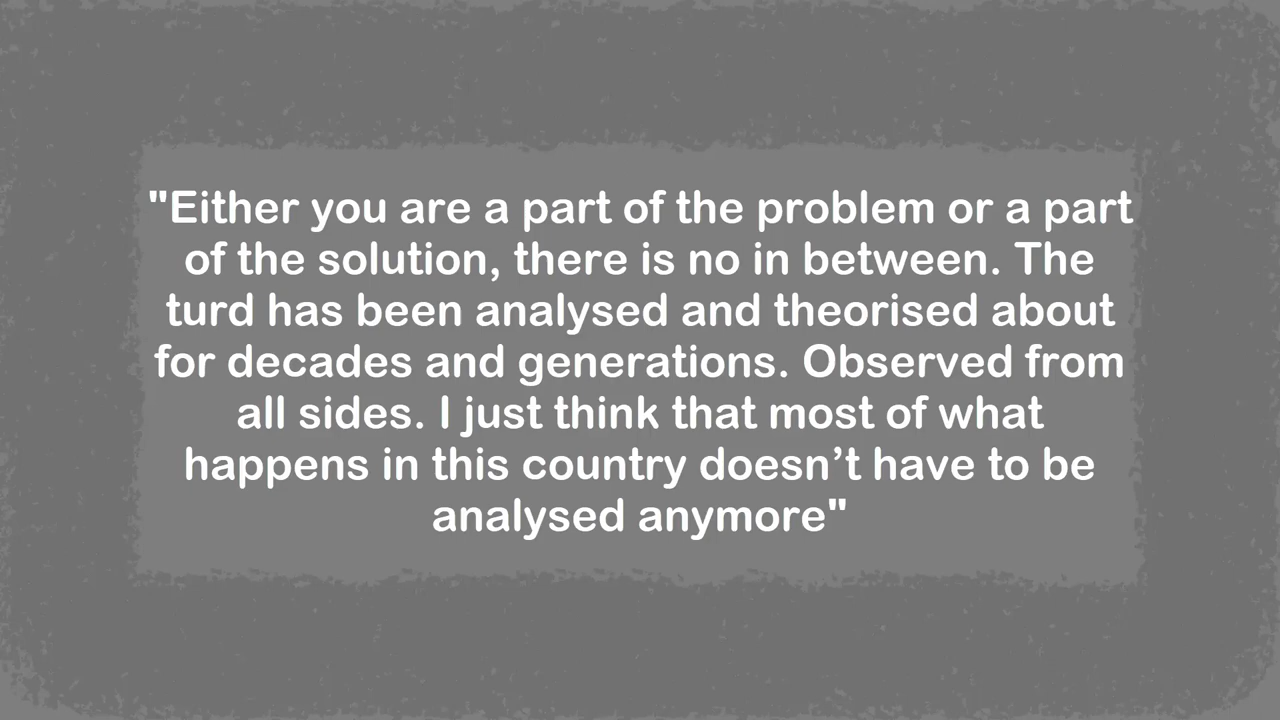 "Either you are a part of the problem or a part
of the solution, there is no in between. The
turd has been analysed and theorised about
for decades and generations. Observed from
all sides. I just think that most of what
happens in this country doesn’t have to be
analysed anymore"